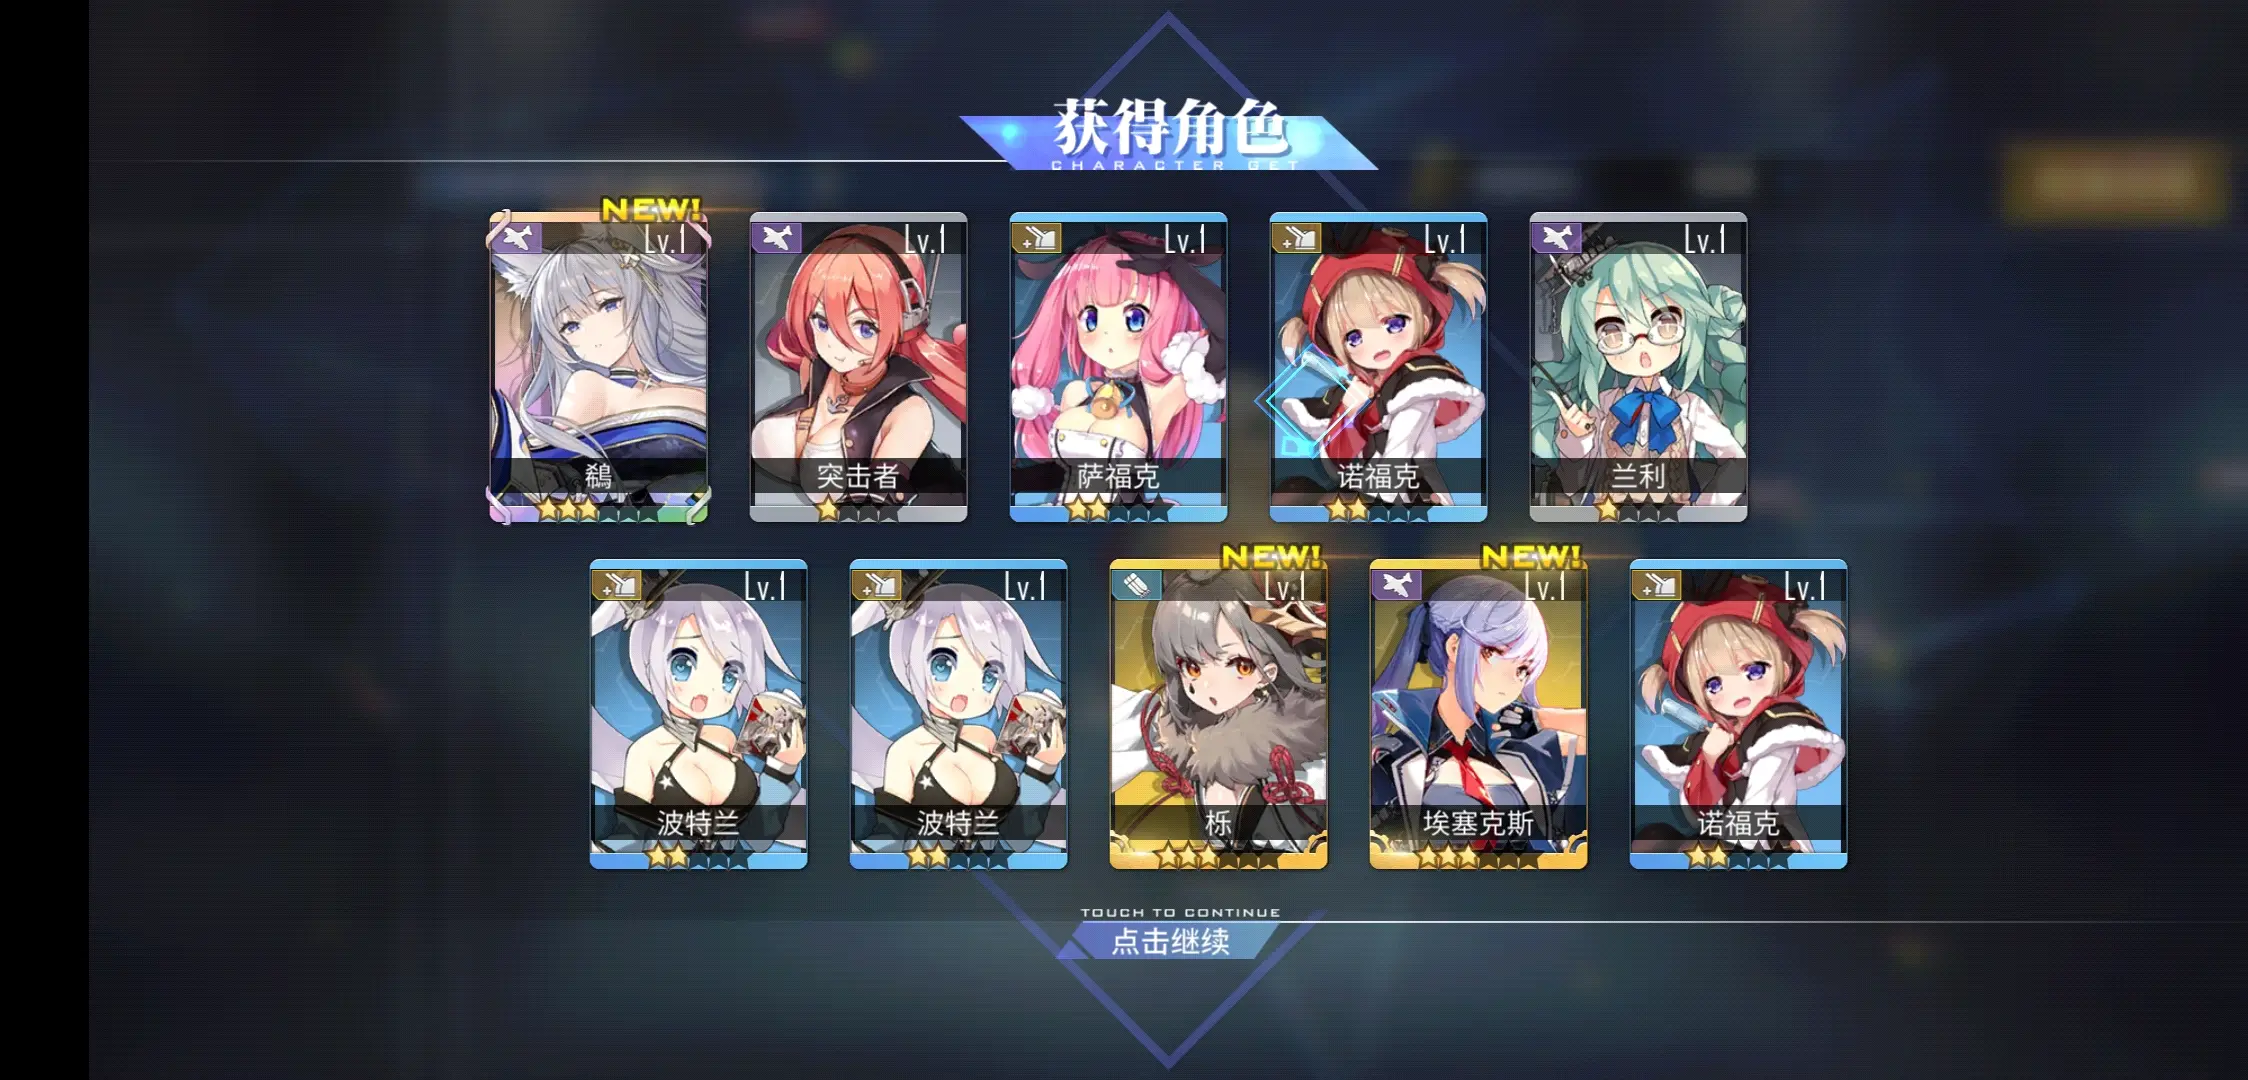 获得角色
CHARACTER GET
NEW!
Lv.1 Lv.1 Lv.1 Lv.1 Lv.1
鹬 突击者 萨福克 诺福克 兰利
NEW! NEW!
Lv.1 Lv.1 Lv.1 Lv.1 Lv.1
波特兰 波特兰 栎 埃塞克斯 诺福克
TOUCH TO CONTINUE
点击继续